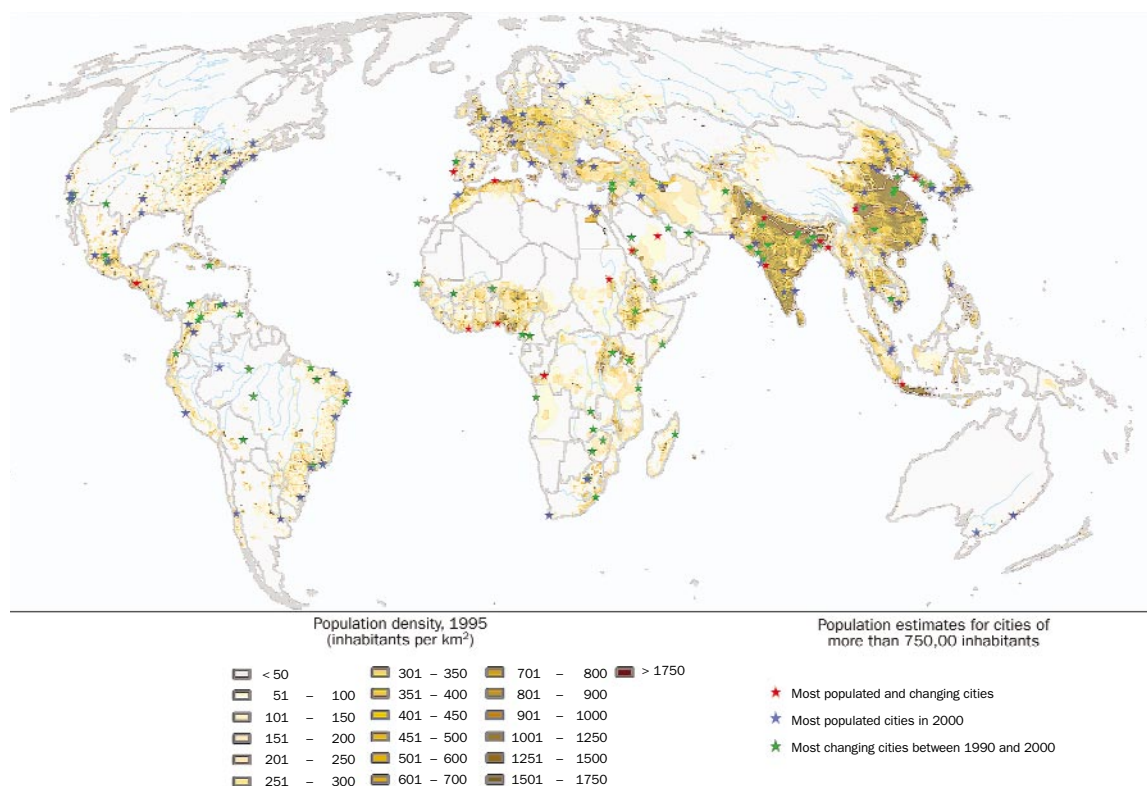 Population density, 1995
(inhabitants per km²)
< 50
51 – 100
101 – 150
151 – 200
201 – 250
251 – 300
301 – 350
351 – 400
401 – 450
451 – 500
501 – 600
601 – 700
701 – 800
801 – 900
901 – 1000
1001 – 1250
1251 – 1500
1501 – 1750
> 1750
Population estimates for cities of
more than 750,00 inhabitants
Most populated and changing cities
Most populated cities in 2000
Most changing cities between 1990 and 2000